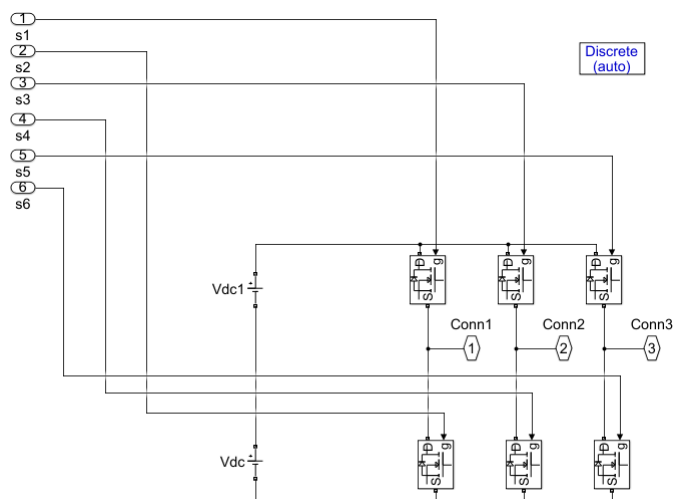 1
s1
2
s2
3
s3
4
s4
5
s5
6
s6
Discrete
(auto)
D g
S
D g
S
D g
S
Vdc1
+
Conn1
1
Conn2
2
Conn3
3
Vdc
+
D g
S
D g
S
D g
S